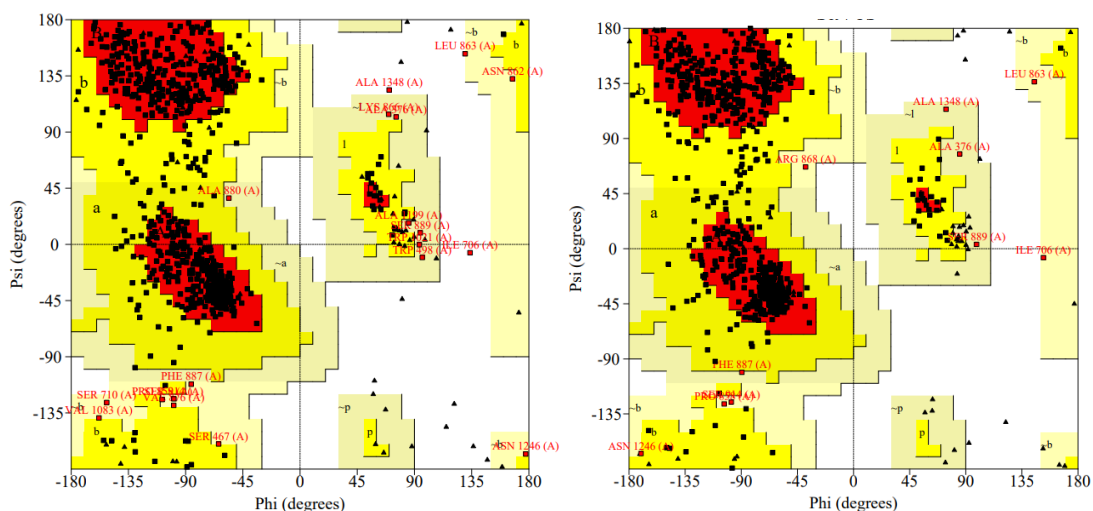 180
135
90
45
0
-45
-90
-135
-180
-135
-90
-45
0
45
90
135
180
Psi (degrees)
Phi (degrees)
b
~b
~b
b
a
~a
l
b
~b
p
~p
~b
LEU 863 (A)
ASN 862 (A)
ALA 1348 (A)
ALA 880 (A)
ILE 706 (A)
PHE 887 (A)
SER 710 (A)
VAL 1083 (A)
SER 467 (A)
ASN 1246 (A)
180
135
90
45
0
-45
-90
-135
-180
-135
-90
-45
0
45
90
135
180
Psi (degrees)
Phi (degrees)
B
b
~b
~b
b
a
~a
l
~l
b
~b
p
~p
~b
LEU 863 (A)
ALA 1348 (A)
ALA 376 (A)
ARG 868 (A)
889 (A)
ILE 706 (A)
PHE 887 (A)
ASN 1246 (A)